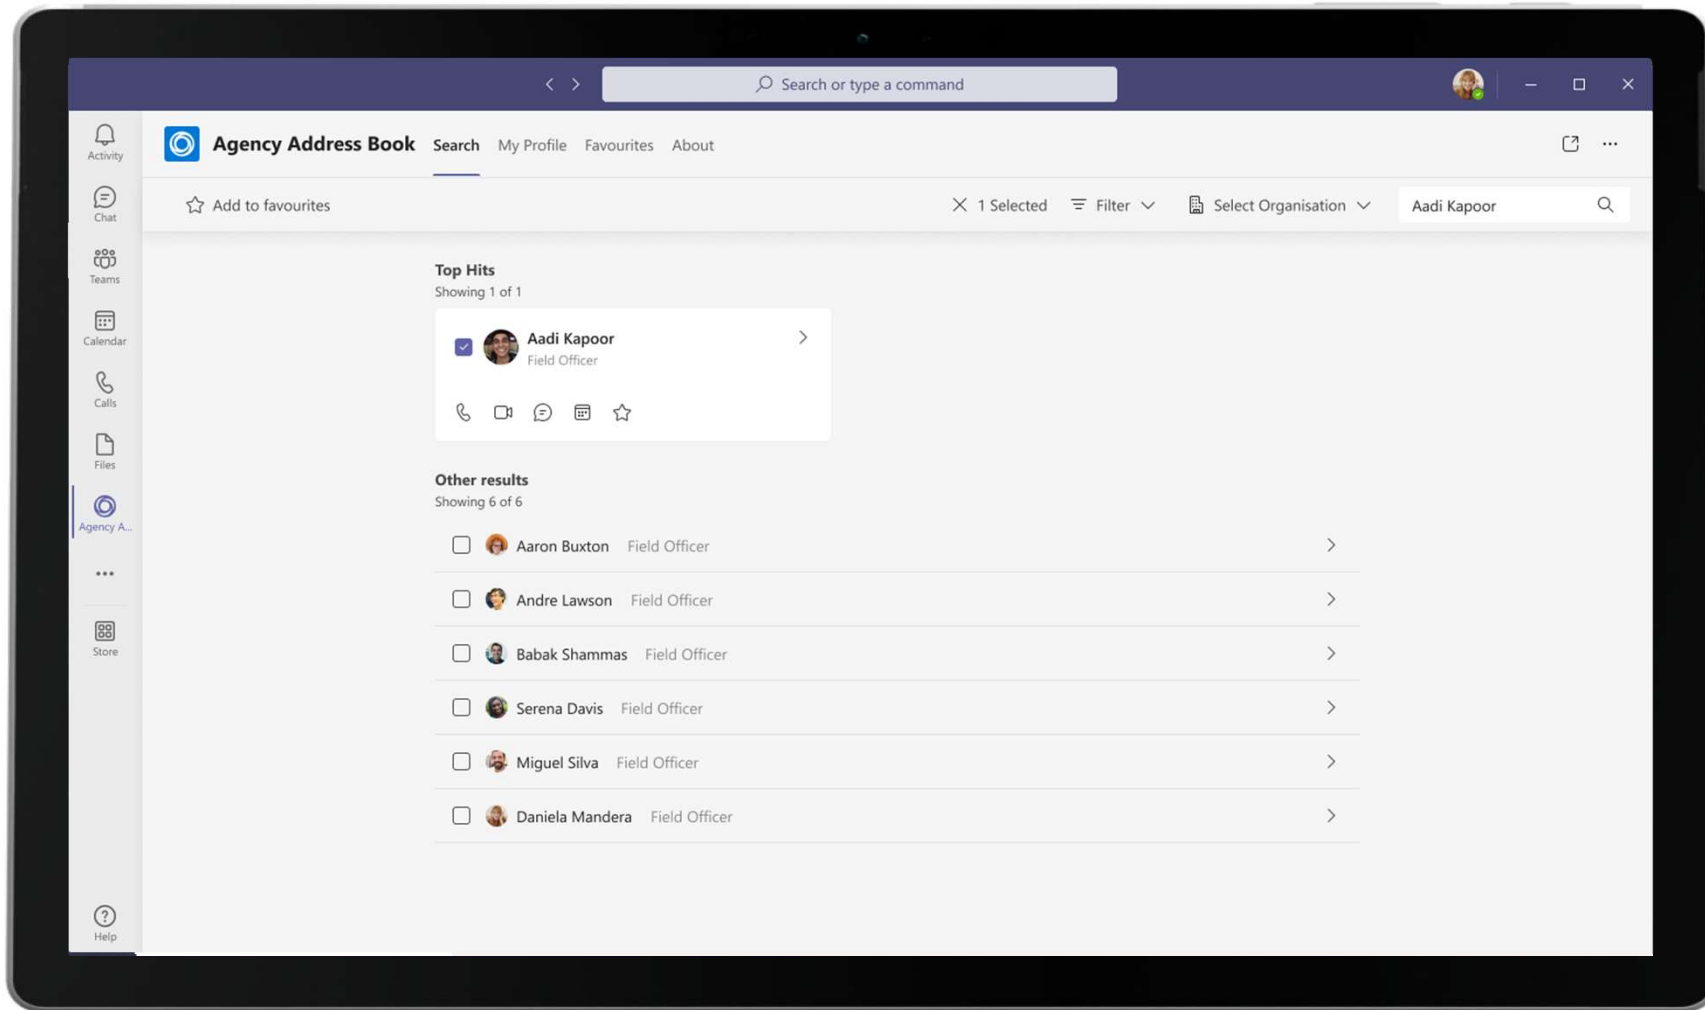 Search or type a command
Activity
Chat
Teams
Calendar
Calls
Files
Agency A...
Store
Help
Agency Address Book Search My Profile Favourites About
Add to favourites 1 Selected Filter Select Organisation Aadi Kapoor
Top Hits
Showing 1 of 1
Aadi Kapoor
Field Officer
Other results
Showing 6 of 6
Aaron Buxton Field Officer
Andre Lawson Field Officer
Babak Shammas Field Officer
Serena Davis Field Officer
Miguel Silva Field Officer
Daniela Mandera Field Officer